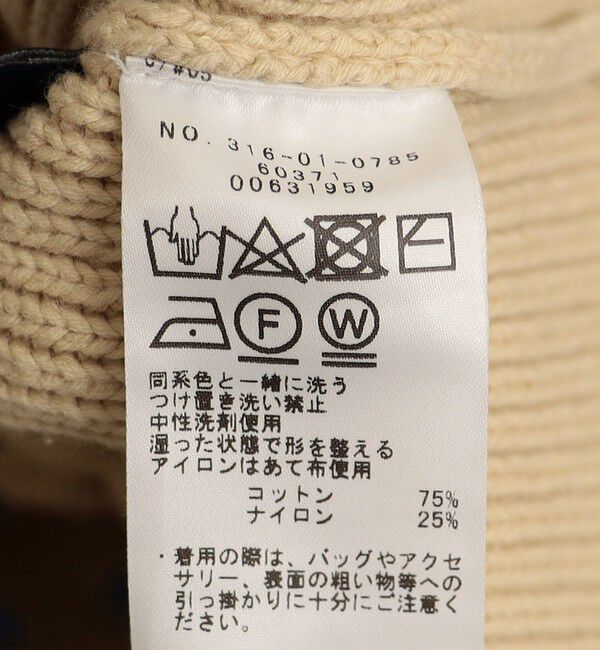 NO. 316-01-0785
60371
00631959
F
W
同系色と一緒に洗う
つけ置き洗い禁止
中性洗剤使用
湿った状態で形を整える
アイロンはあて布使用
コットン 75%
ナイロン 25%
・着用の際は、バッグやアクセ
サリー、表面の粗い物等への
引っ掛かりに十分にご注意く
ださい。